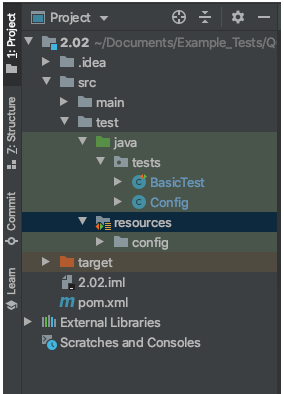 Project
2.02 ~/Documents/Example_Tests/Q
.idea
src
main
test
java
tests
BasicTest
Config
resources
config
target
2.02.iml
pom.xml
External Libraries
Scratches and Consoles
1: Project
Z: Structure
Commit
Learn